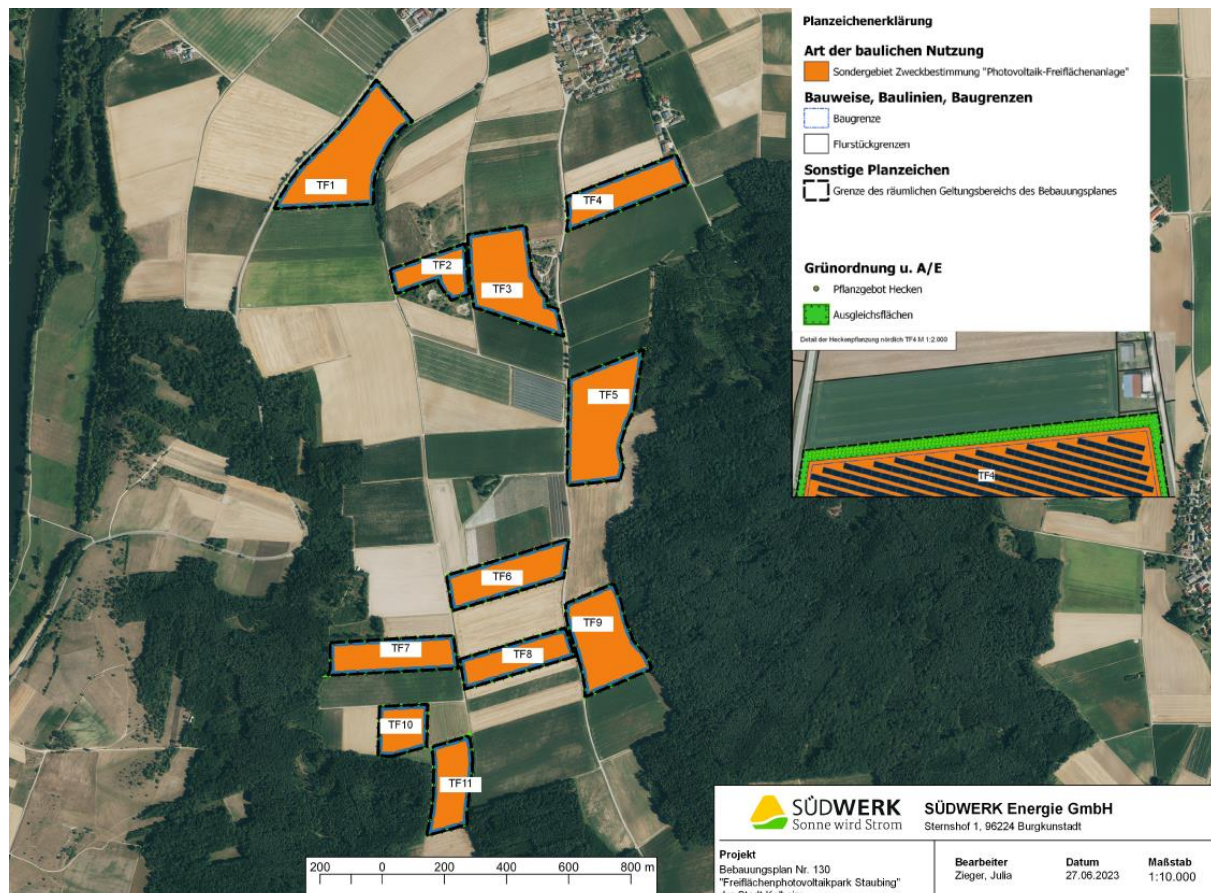 Planzeichenerklärung
Art der baulichen Nutzung
Sondergebiet Zweckbestimmung "Photovoltaik-Freiflächenanlage"
Bauweise, Baulinien, Baugrenzen
Baugrenze
Flurstückgrenzen
Sonstige Planzeichen
Grenze des räumlichen Geltungsbereichs des Bebauungsplanes
Grünordnung u. A/E
Pflanzgebot Hecken
Ausgleichsflächen
Detail der Heckenpflanzung nördlich TF4 M 1:2.000
TF4
TF1
TF4
TF2
TF3
TF5
TF6
TF9
TF7
TF8
TF10
TF11
200 0 200 400 600 800 m
SÜDWERK
Sonne wird Strom
SÜDWERK Energie GmbH
Sternshof 1, 96224 Burgkunstadt
Projekt
Bebauungsplan Nr. 130
"Freiflächenphotovoltaikpark Staubing"
Bearbeiter Datum Maßstab
Zieger, Julia 27.06.2023 1:10.000